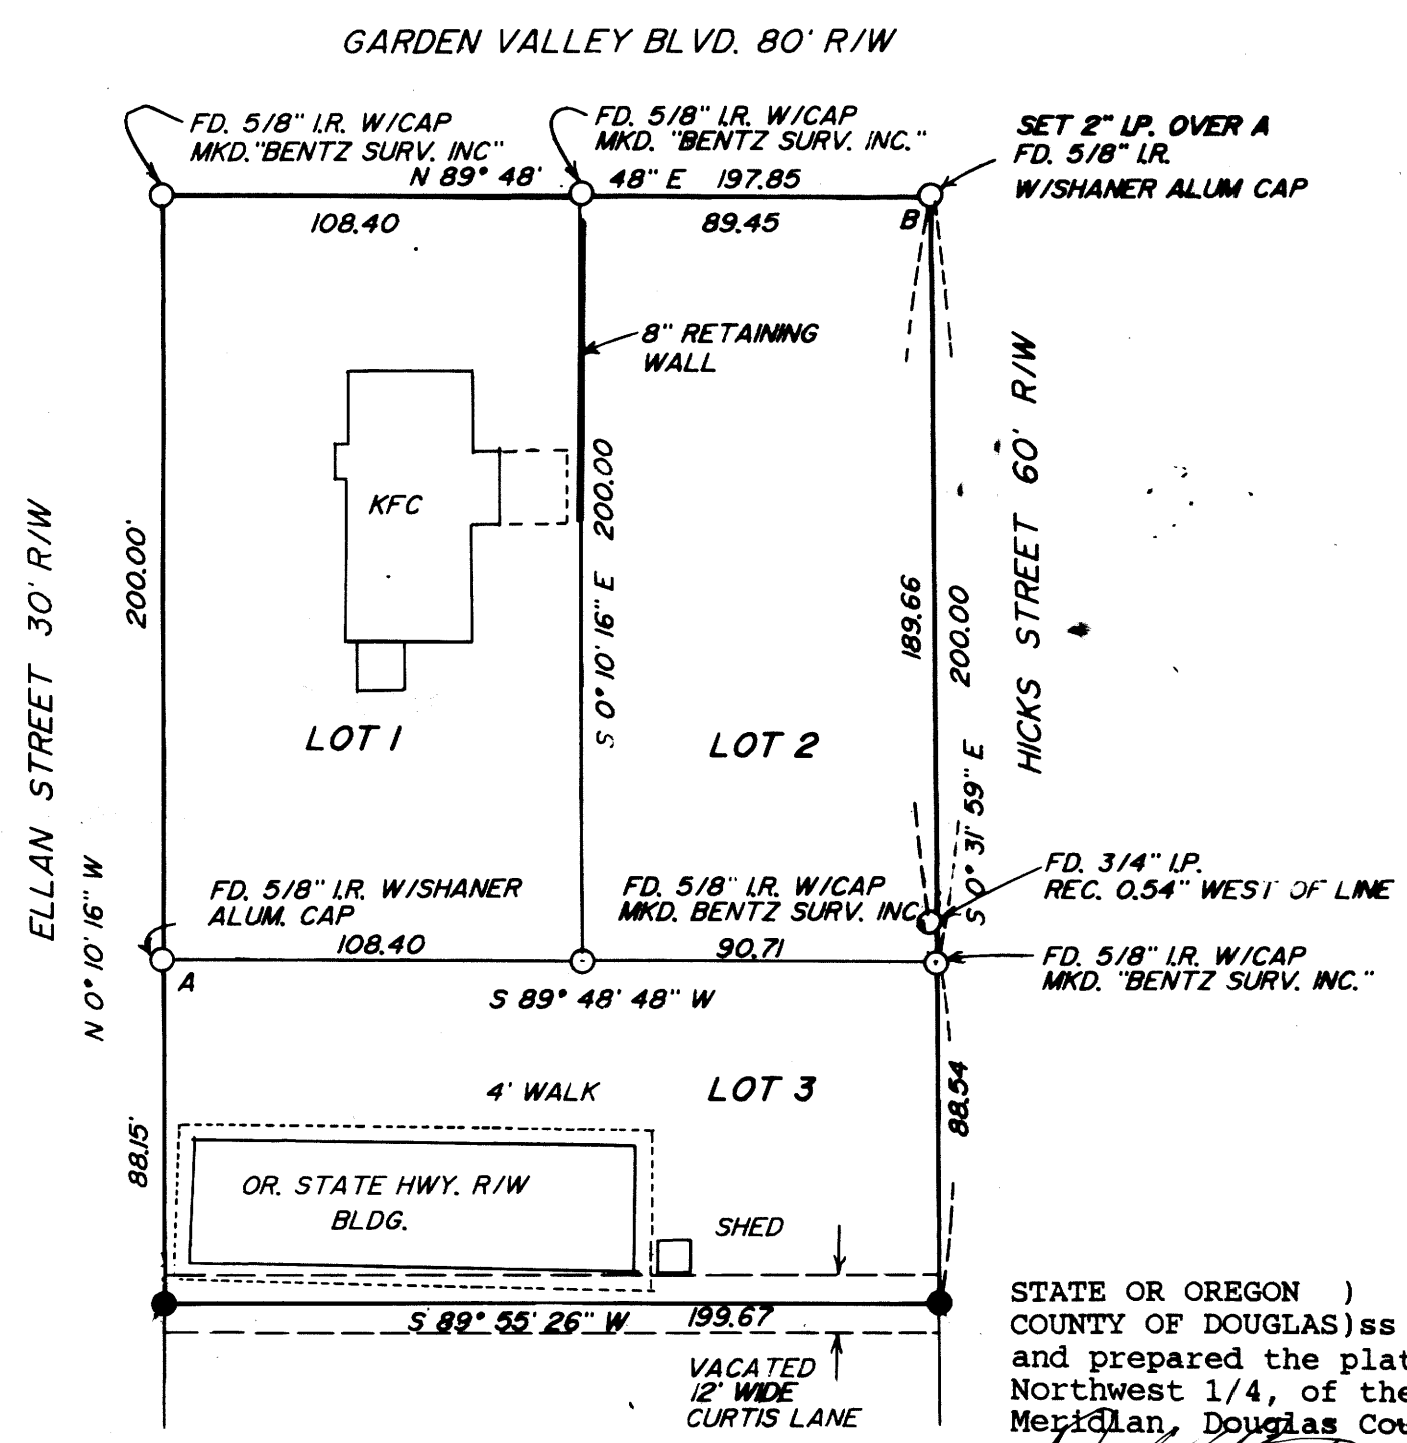 GARDEN VALLEY BLVD. 80' R/W
FD. 5/8" I.R. W/CAP
MKD. "BENTZ SURV. INC"
FD. 5/8" I.R. W/CAP
MKD. "BENTZ SURV. INC."
SET 2" I.P. OVER A
FD. 5/8" I.R.
W/SHANER ALUM CAP
N 89° 48' 48" E 197.85
108.40
89.45
B
8" RETAINING
WALL
KFC
200.00'
S 0° 10' 16" E 200.00
189.66
200.00
S 0° 31' 59" E
HICKS STREET 60' R/W
ELLAN STREET 30' R/W
N 0° 10' 16" W
LOT 1
LOT 2
FD. 5/8" I.R. W/SHANER
ALUM. CAP
FD. 5/8" I.R. W/CAP
MKD. BENTZ SURV. INC
FD. 3/4" I.P.
REC. 0.54" WEST OF LINE
108.40
90.71
FD. 5/8" I.R. W/CAP
MKD. "BENTZ SURV. INC."
A
S 89° 48' 48" W
4' WALK
LOT 3
88.15'
88.54
OR. STATE HWY. R/W
BLDG.
SHED
S 89° 55' 26" W 199.67
VACATED
12' WIDE
CURTIS LANE
STATE OR OREGON )
COUNTY OF DOUGLAS)ss
and prepared the plat
Northwest 1/4, of the
Meridian, Douglas Cou